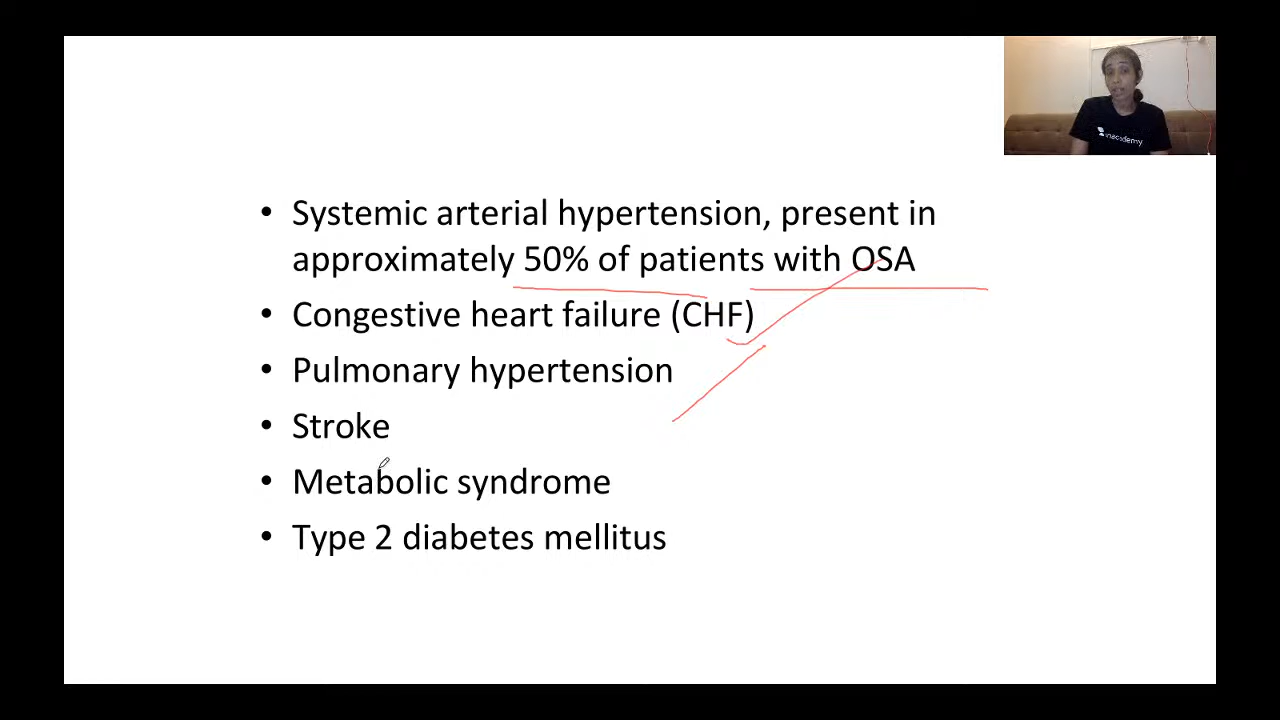 unacademy
• Systemic arterial hypertension, present in
approximately 50% of patients with OSA
• Congestive heart failure (CHF)
• Pulmonary hypertension
• Stroke
• Metabolic syndrome
• Type 2 diabetes mellitus